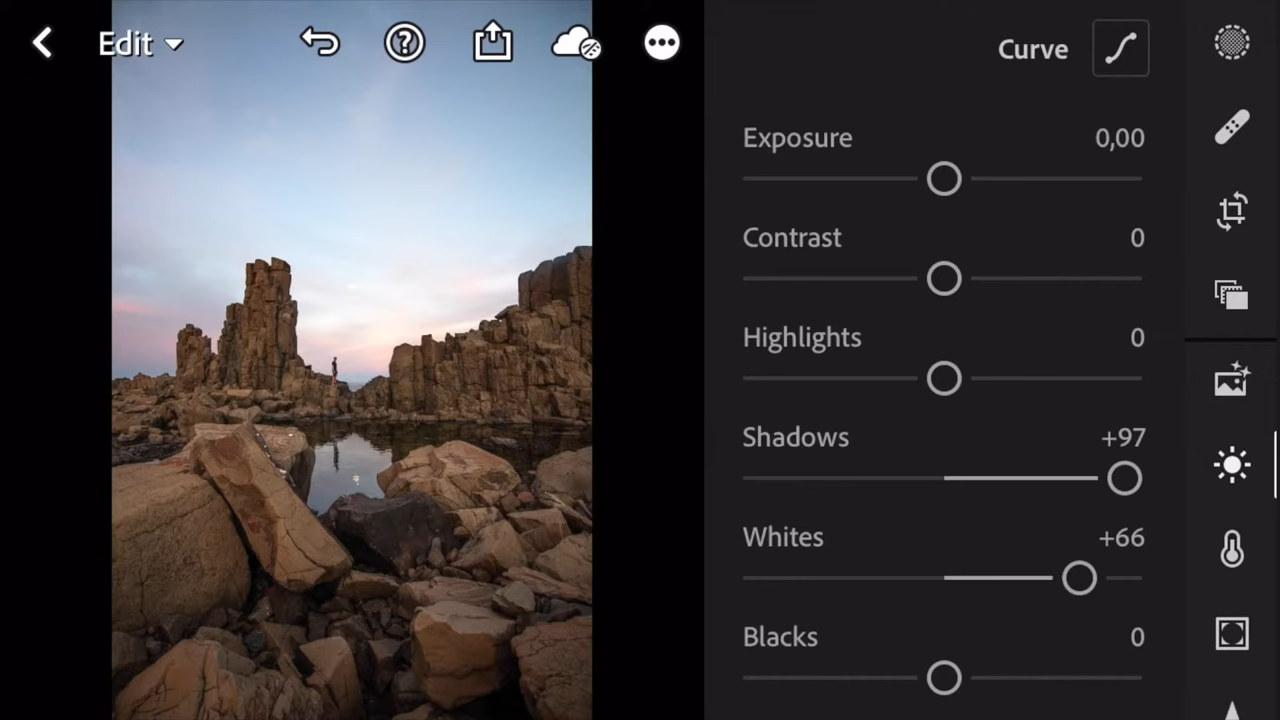 Edit
Curve
Exposure 0,00
Contrast 0
Highlights 0
Shadows +97
Whites +66
Blacks 0